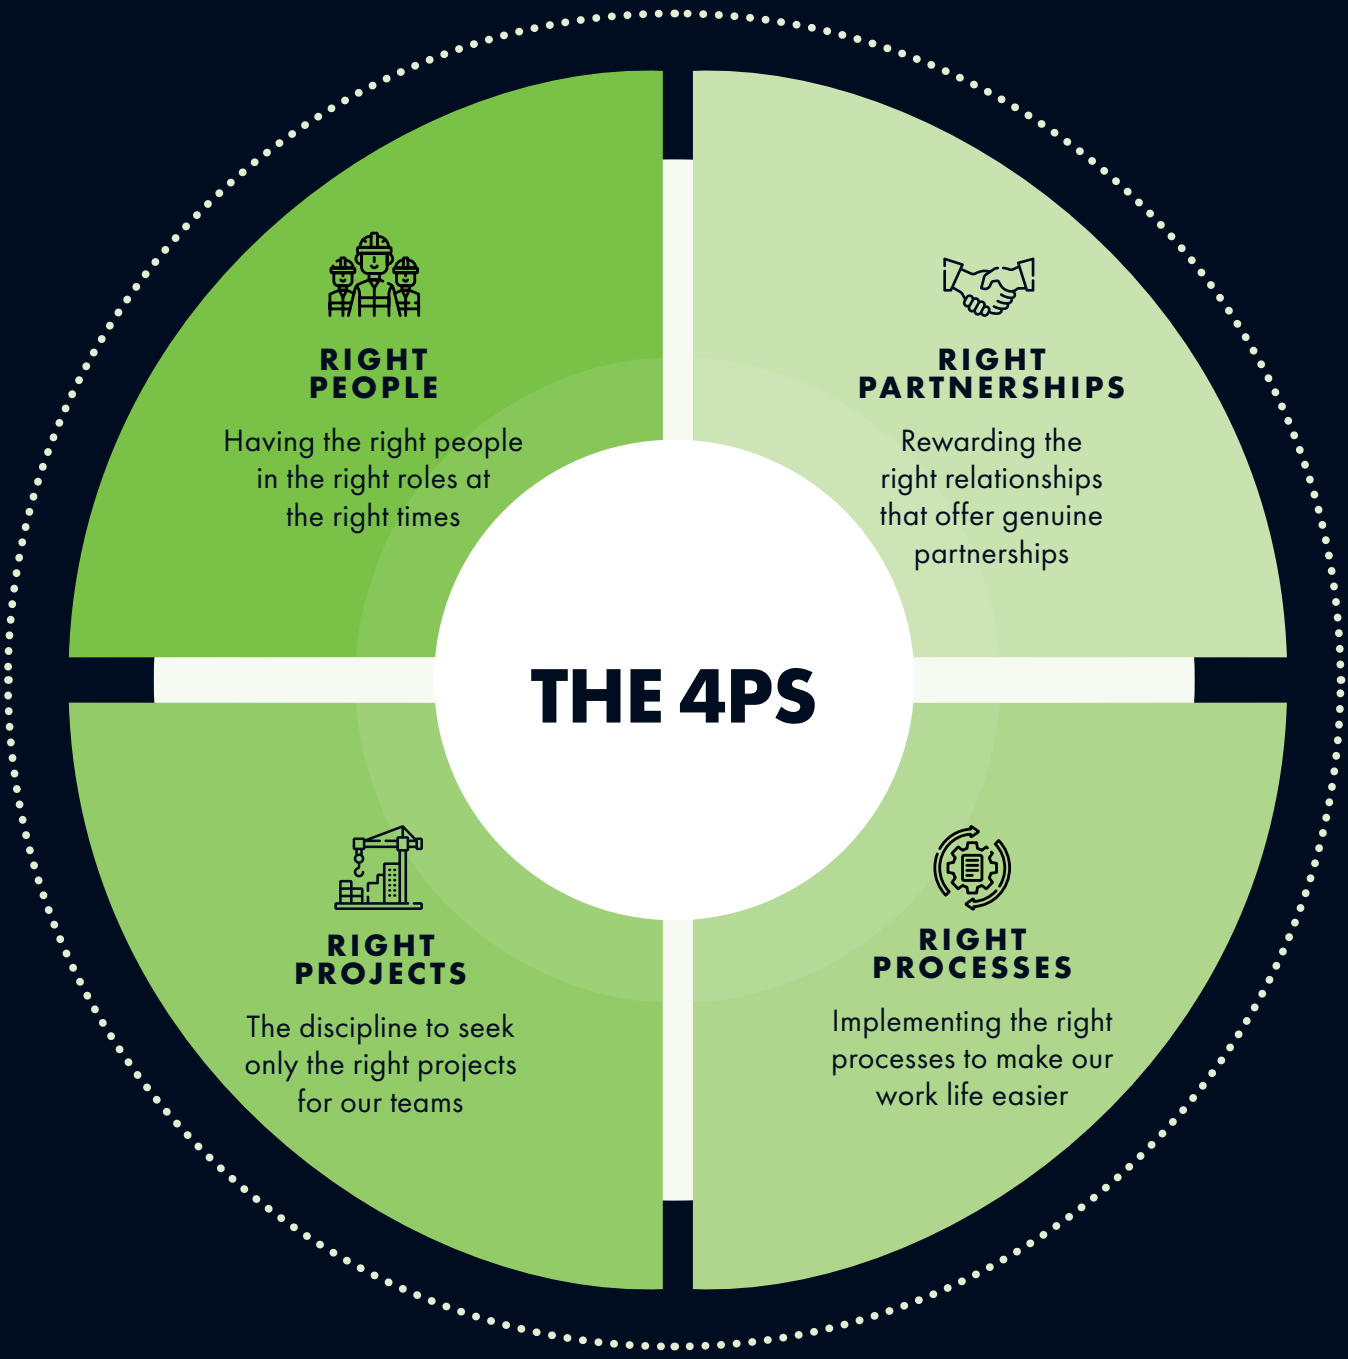 RIGHT
PEOPLE
Having the right people
in the right roles at
the right times
RIGHT
PARTNERSHIPS
Rewarding the
right relationships
that offer genuine
partnerships
THE 4PS
RIGHT
PROJECTS
The discipline to seek
only the right projects
for our teams
RIGHT
PROCESSES
Implementing the right
processes to make our
work life easier